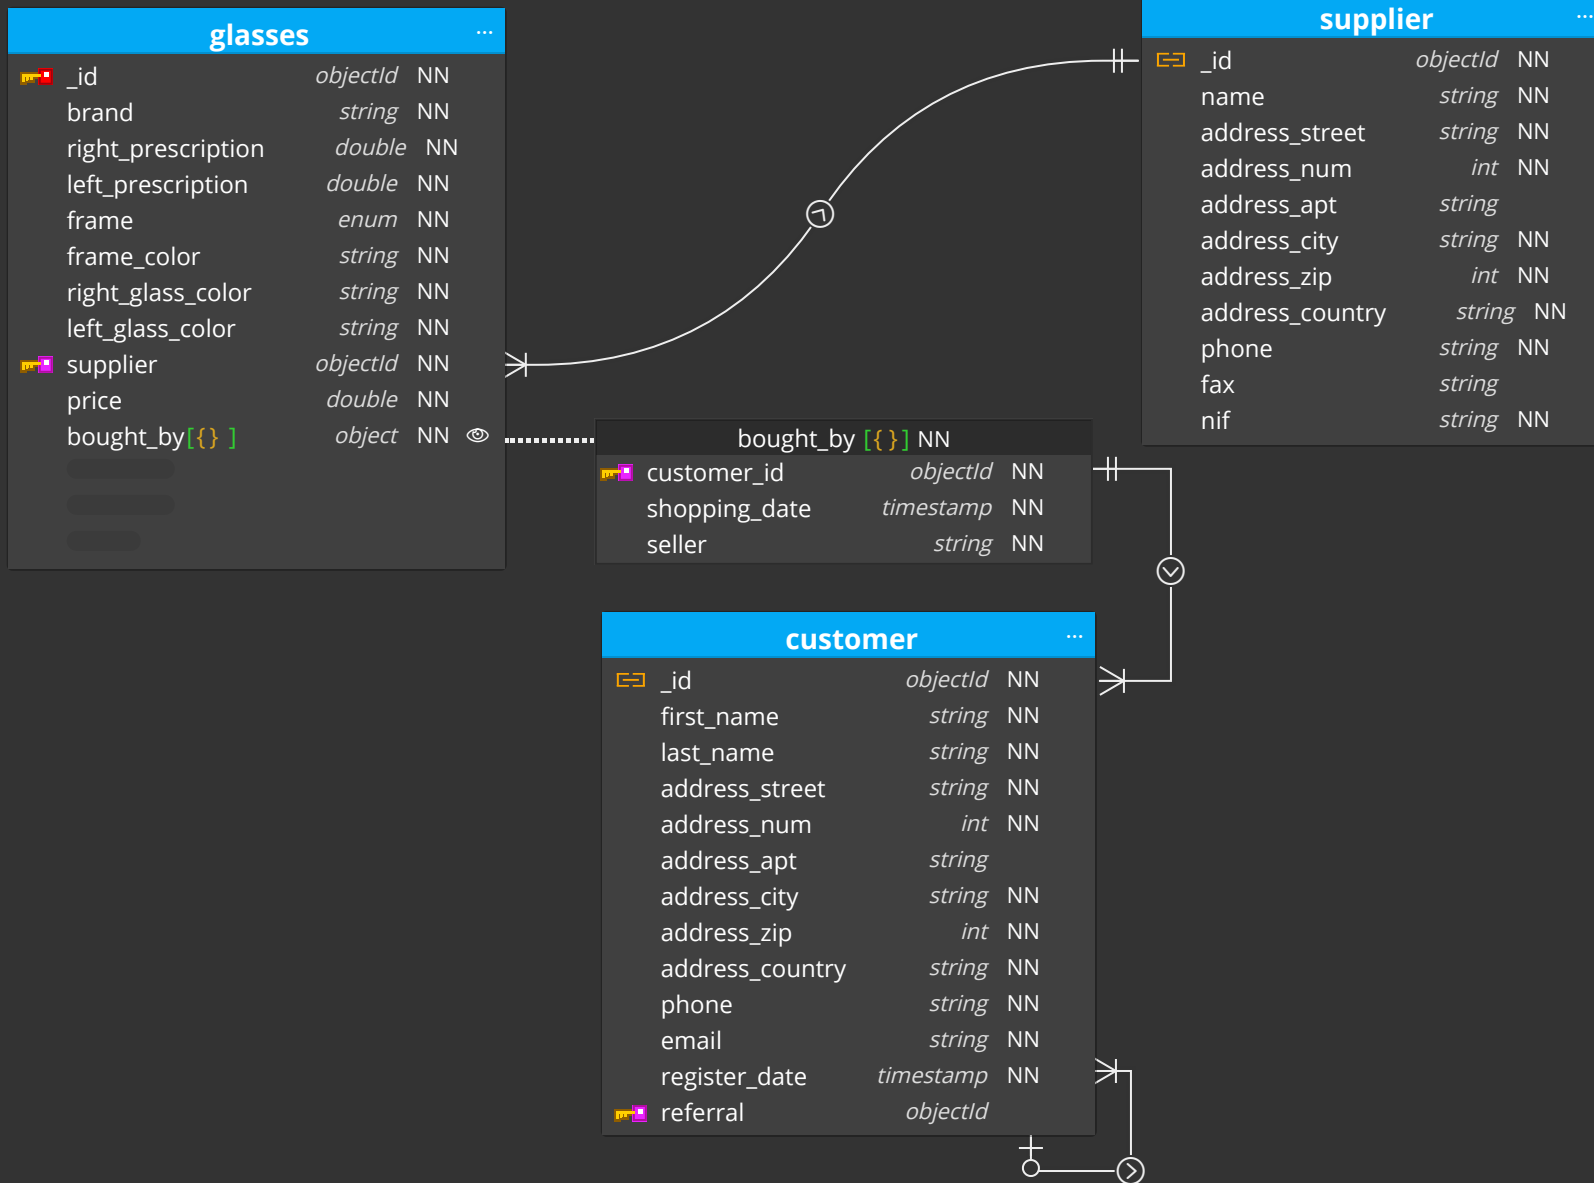 glasses ...
_id objectId NN
brand string NN
right_prescription double NN
left_prescription double NN
frame enum NN
frame_color string NN
right_glass_color string NN
left_glass_color string NN
supplier objectId NN
price double NN
bought_by[{} ] object NN
supplier ...
_id objectId NN
name string NN
address_street string NN
address_num int NN
address_apt string
address_city string NN
address_zip int NN
address_country string NN
phone string NN
fax string
nif string NN
bought_by [{}] NN
customer_id objectId NN
shopping_date timestamp NN
seller string NN
customer ...
_id objectId NN
first_name string NN
last_name string NN
address_street string NN
address_num int NN
address_apt string
address_city string NN
address_zip int NN
address_country string NN
phone string NN
email string NN
register_date timestamp NN
referral objectId